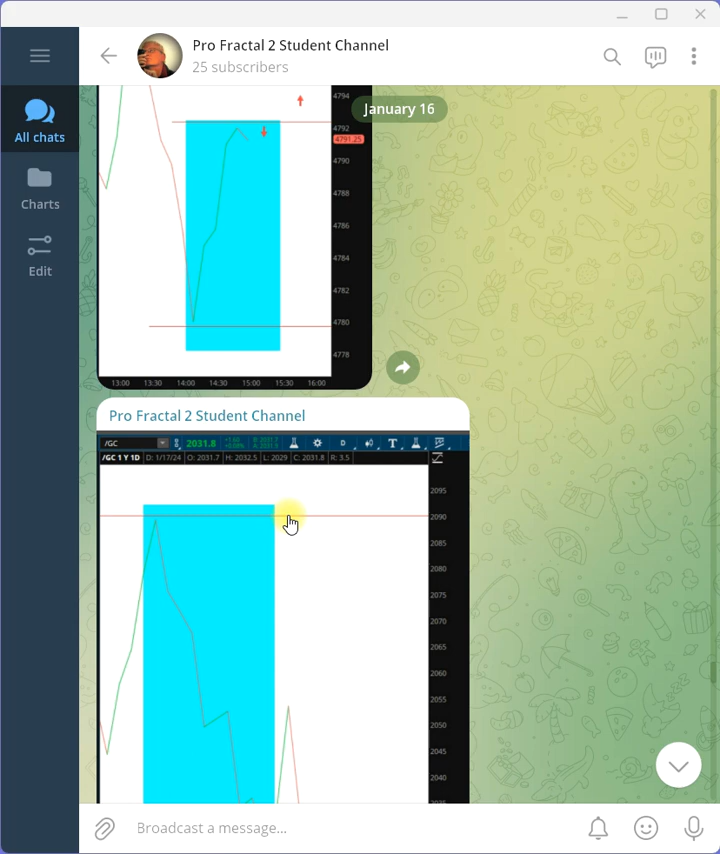 Pro Fractal 2 Student Channel
25 subscribers
January 16
All chats
Charts
Edit
4794
4792
4791.25
4790
4788
4786
4784
4782
4780
4778
13:00 13:30 14:00 14:30 15:00 15:30 16:00
Pro Fractal 2 Student Channel
/GC 2031.8 D T
/GC 1 Y 1D D: 1/17/24 O: 2031.7 H: 2032.5 L: 2029 C: 2031.8 R: 3.5
2095
2090
2085
2080
2075
2070
2065
2060
2055
2050
2045
2040
Broadcast a message...